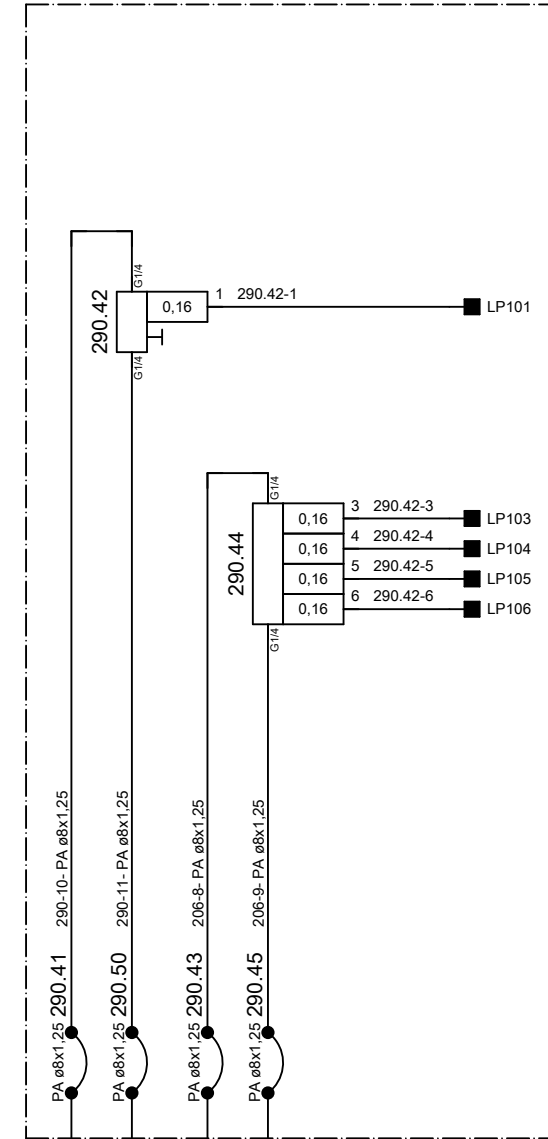 G1/4
290.42
0,16
1 290.42-1
LP101
G1/4
G1/4
290.44
0,16
3 290.42-3
LP103
0,16
4 290.42-4
LP104
0,16
5 290.42-5
LP105
0,16
6 290.42-6
LP106
G1/4
290-10- PA ø8x1,25
290-11- PA ø8x1,25
206-8- PA ø8x1,25
206-9- PA ø8x1,25
290.41
290.50
290.43
290.45
PA ø8x1,25
PA ø8x1,25
PA ø8x1,25
PA ø8x1,25